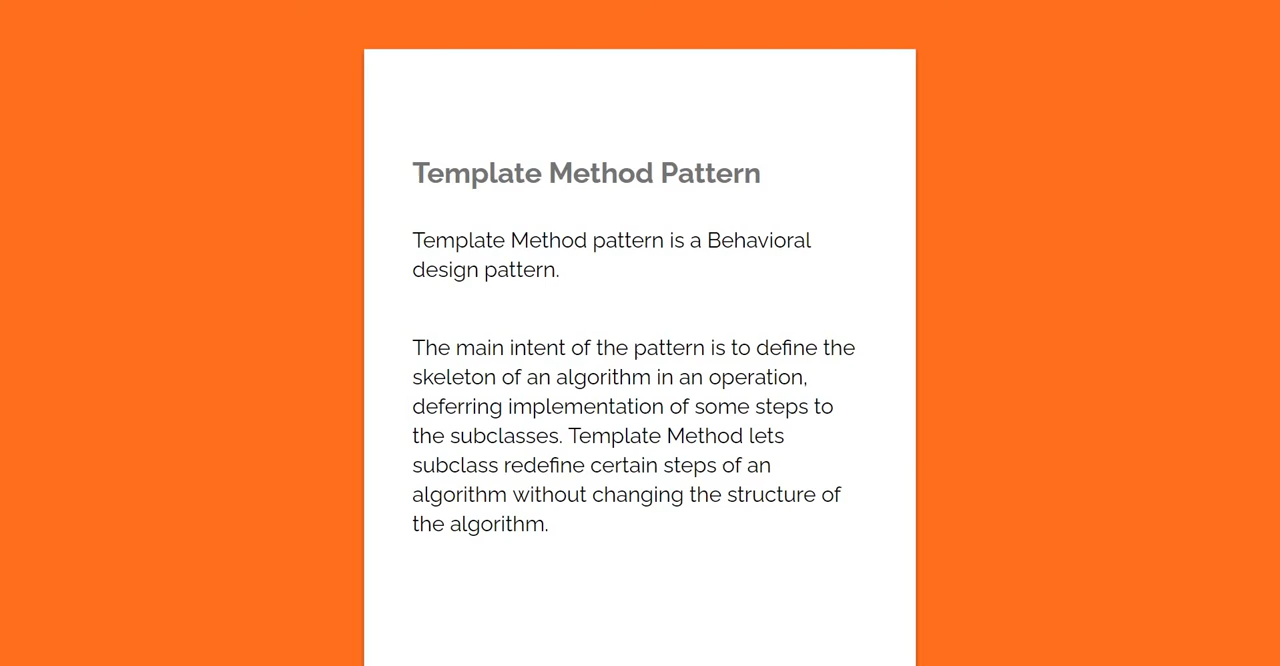 Template Method Pattern
Template Method pattern is a Behavioral
design pattern.
The main intent of the pattern is to define the
skeleton of an algorithm in an operation,
deferring implementation of some steps to
the subclasses. Template Method lets
subclass redefine certain steps of an
algorithm without changing the structure of
the algorithm.